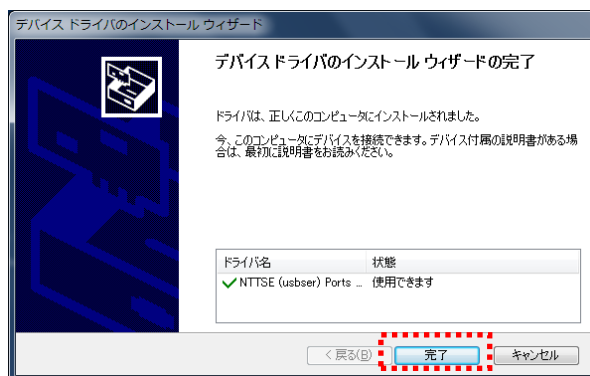 デバイス ドライバのインストール ウィザード
デバイス ドライバのインストール ウィザードの完了
ドライバは、正しくこのコンピュータにインストールされました。
今、このコンピュータにデバイスを接続できます。デバイス付属の説明書がある場
合は、最初に説明書をお読みください。
ドライバ名 状態
NTTSE (usbser) Ports ... 使用できます
< 戻る(B) 完了 キャンセル